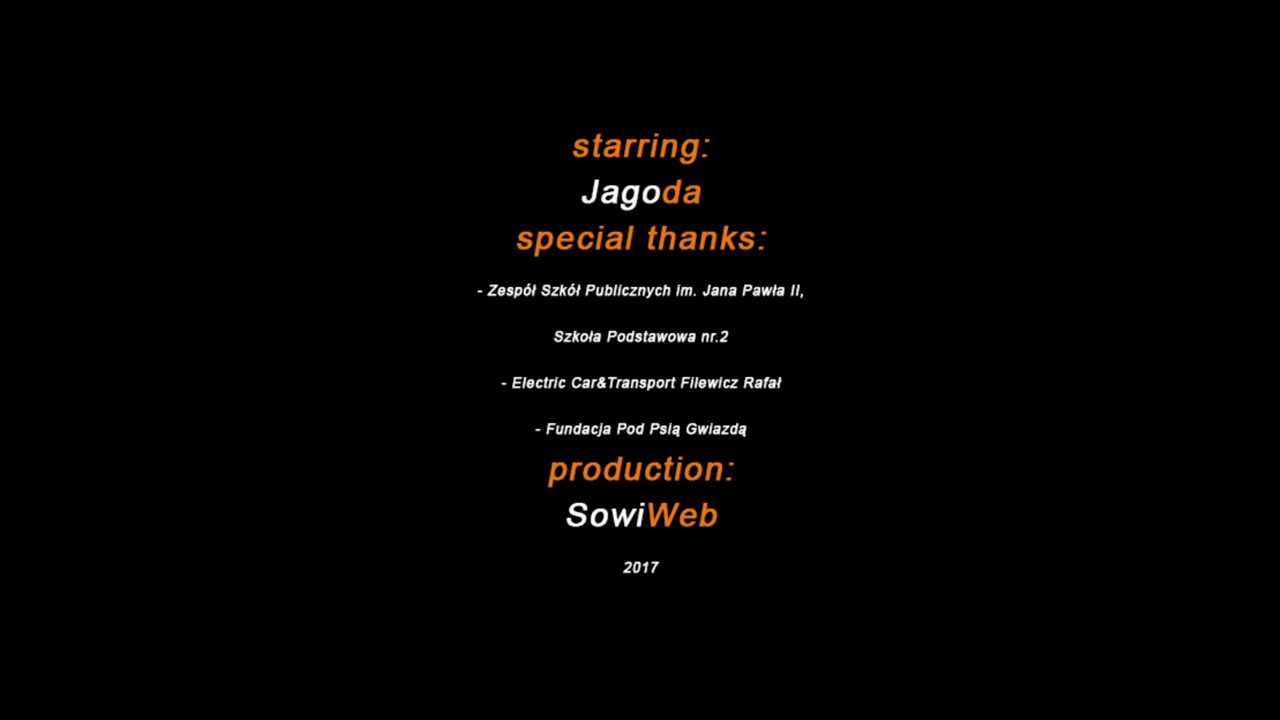 starring:
Jagoda
special thanks:
- Zespół Szkół Publicznych im. Jana Pawła II,
Szkoła Podstawowa nr.2
- Electric Car&Transport Filewicz Rafał
- Fundacja Pod Psią Gwiazdą
production:
SowiWeb
2017